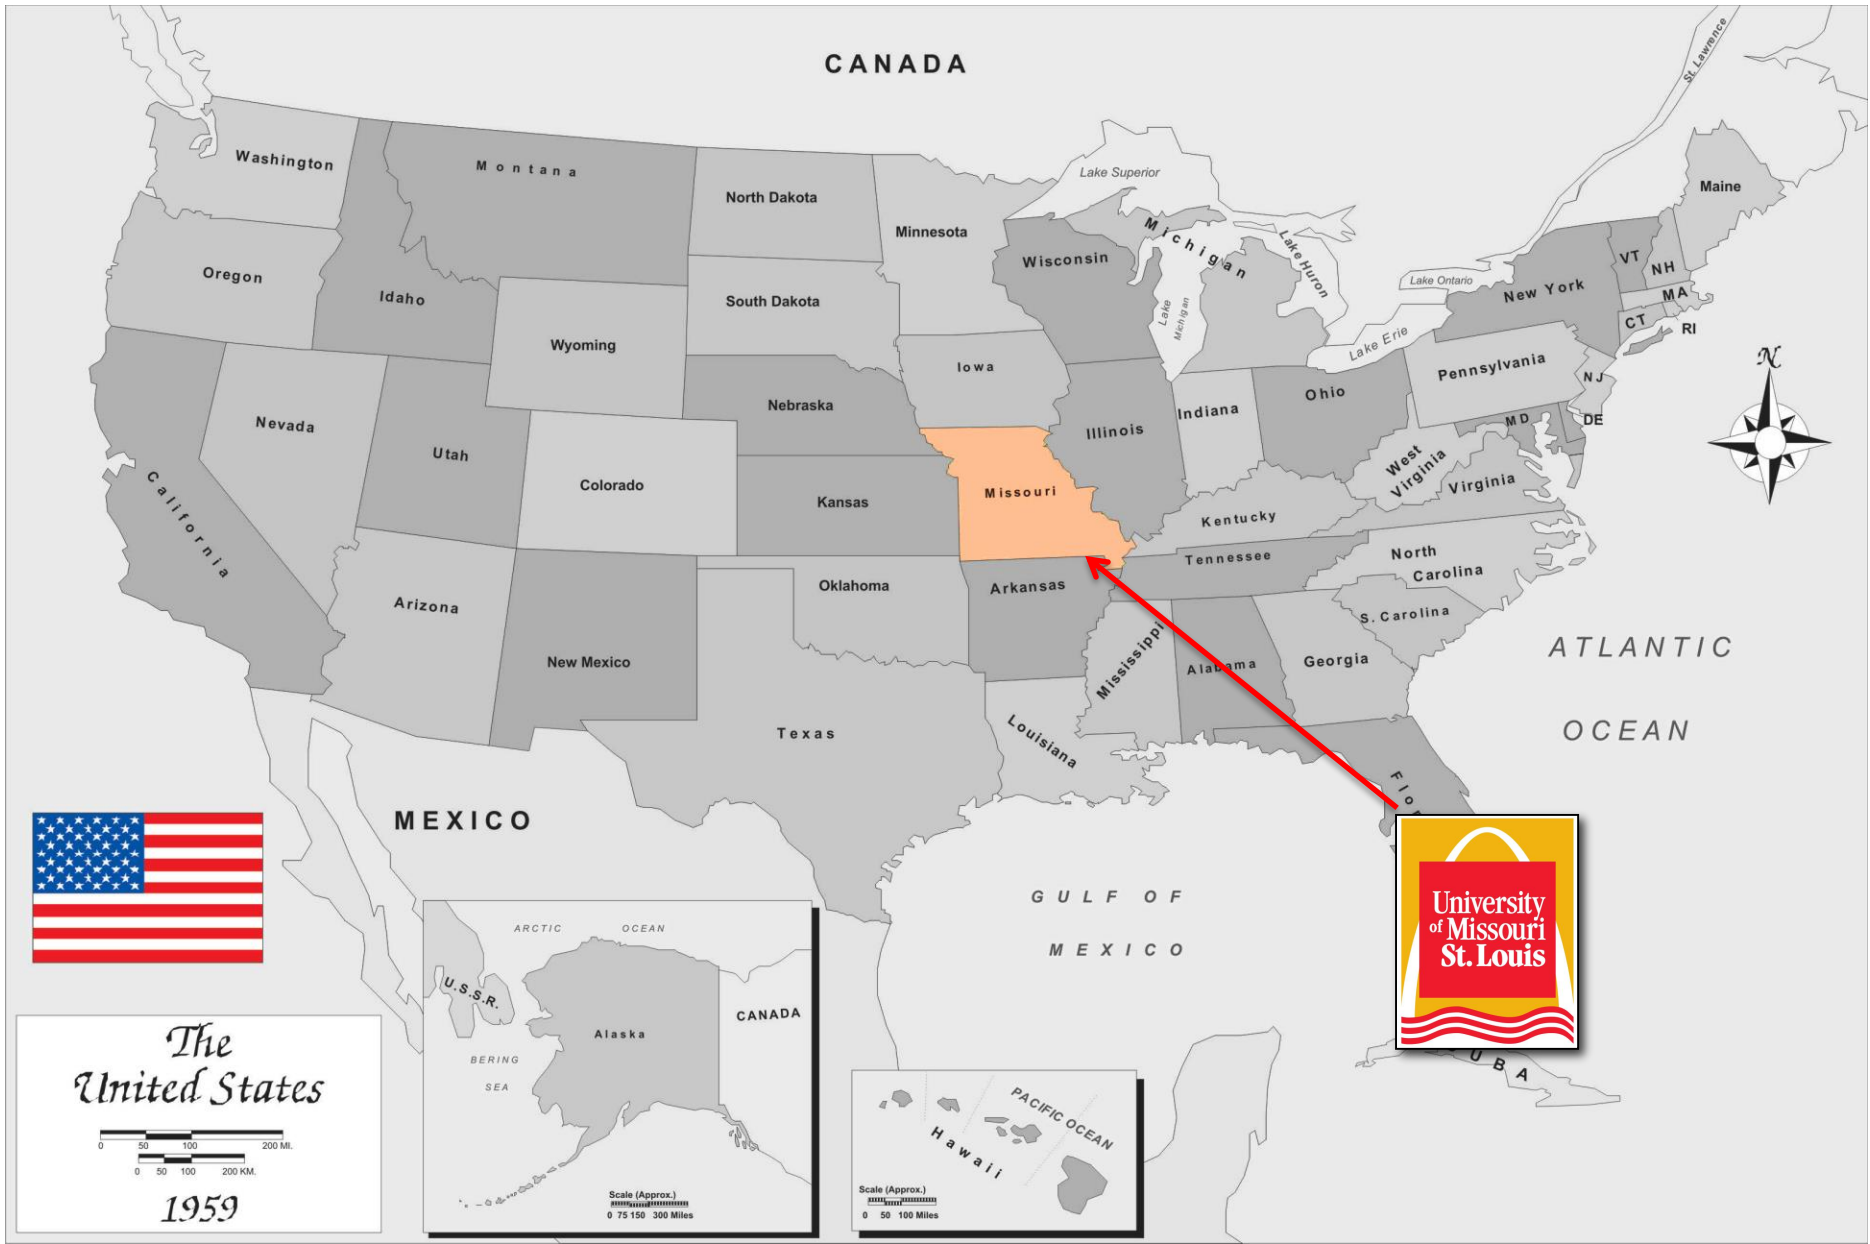 CANADA
St. Lawrence
Washington
Montana
North Dakota
Minnesota
Lake Superior
Maine
Oregon
Idaho
Wyoming
South Dakota
Wisconsin
Michigan
Lake Huron
Lake
Michigan
Lake Ontario
Lake Erie
New York
VT
NH
MA
CT
RI
Iowa
Nebraska
Nevada
Utah
Colorado
Kansas
Missouri
Illinois
Indiana
Ohio
Pennsylvania
NJ
MD
DE
West
Virginia
Virginia
N
California
Arizona
New Mexico
Oklahoma
Arkansas
Kentucky
Tennessee
North
Carolina
S. Carolina
Mississippi
Alabama
Georgia
Texas
Louisiana
Flor
ATLANTIC
OCEAN
MEXICO
GULF OF
MEXICO
University
of Missouri
St. Louis
UBA
ARCTIC OCEAN
U.S.S.R.
Alaska
CANADA
BERING
SEA
Scale (Approx.)
0 75 150 300 Miles
PACIFIC OCEAN
Hawaii
Scale (Approx.)
0 50 100 Miles
The
United States
0 50 100 200 MI.
0 50 100 200 KM.
1959